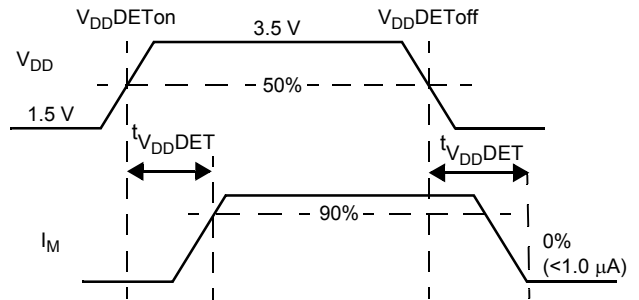 VDDDETon
VDDDEToff
3.5 V
VDD
50%
1.5 V
tVDDDET
tVDDDET
90%
IM
0%
(<1.0 μA)